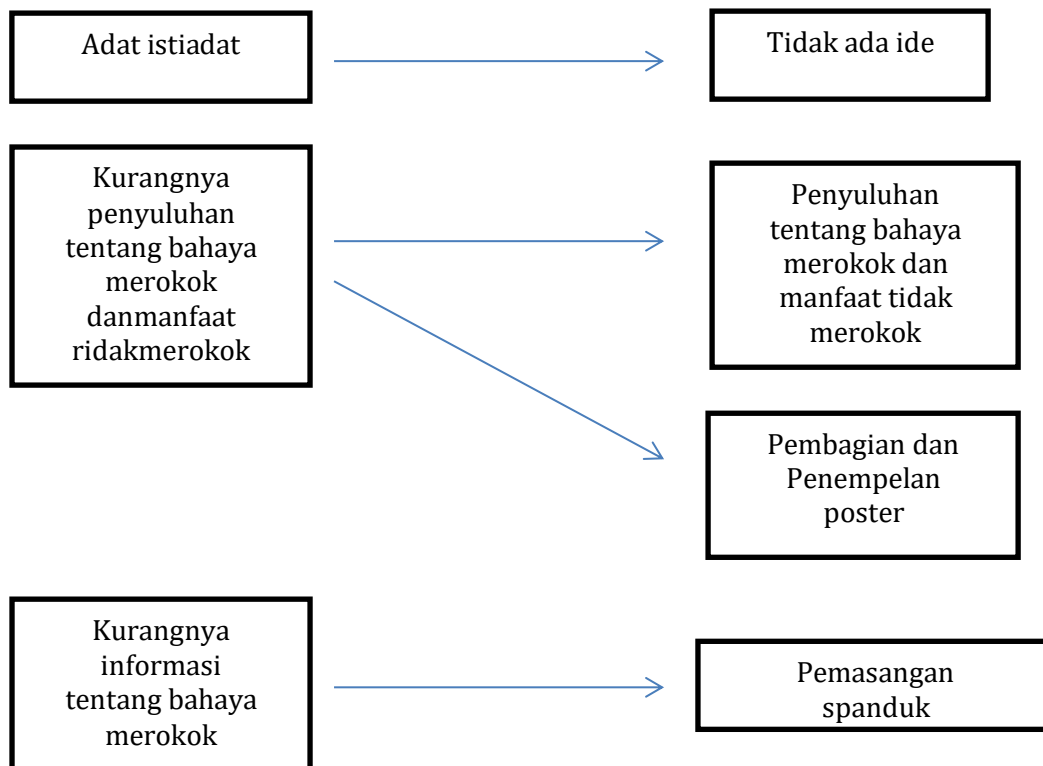 Adat istiadat
Tidak ada ide
Kurangnya
penyuluhan
tentang bahaya
merokok
danmanfaat
ridakmerokok
Penyuluhan
tentang bahaya
merokok dan
manfaat tidak
merokok
Pembagian dan
Penempelan
poster
Kurangnya
informasi
tentang bahaya
merokok
Pemasangan
spanduk